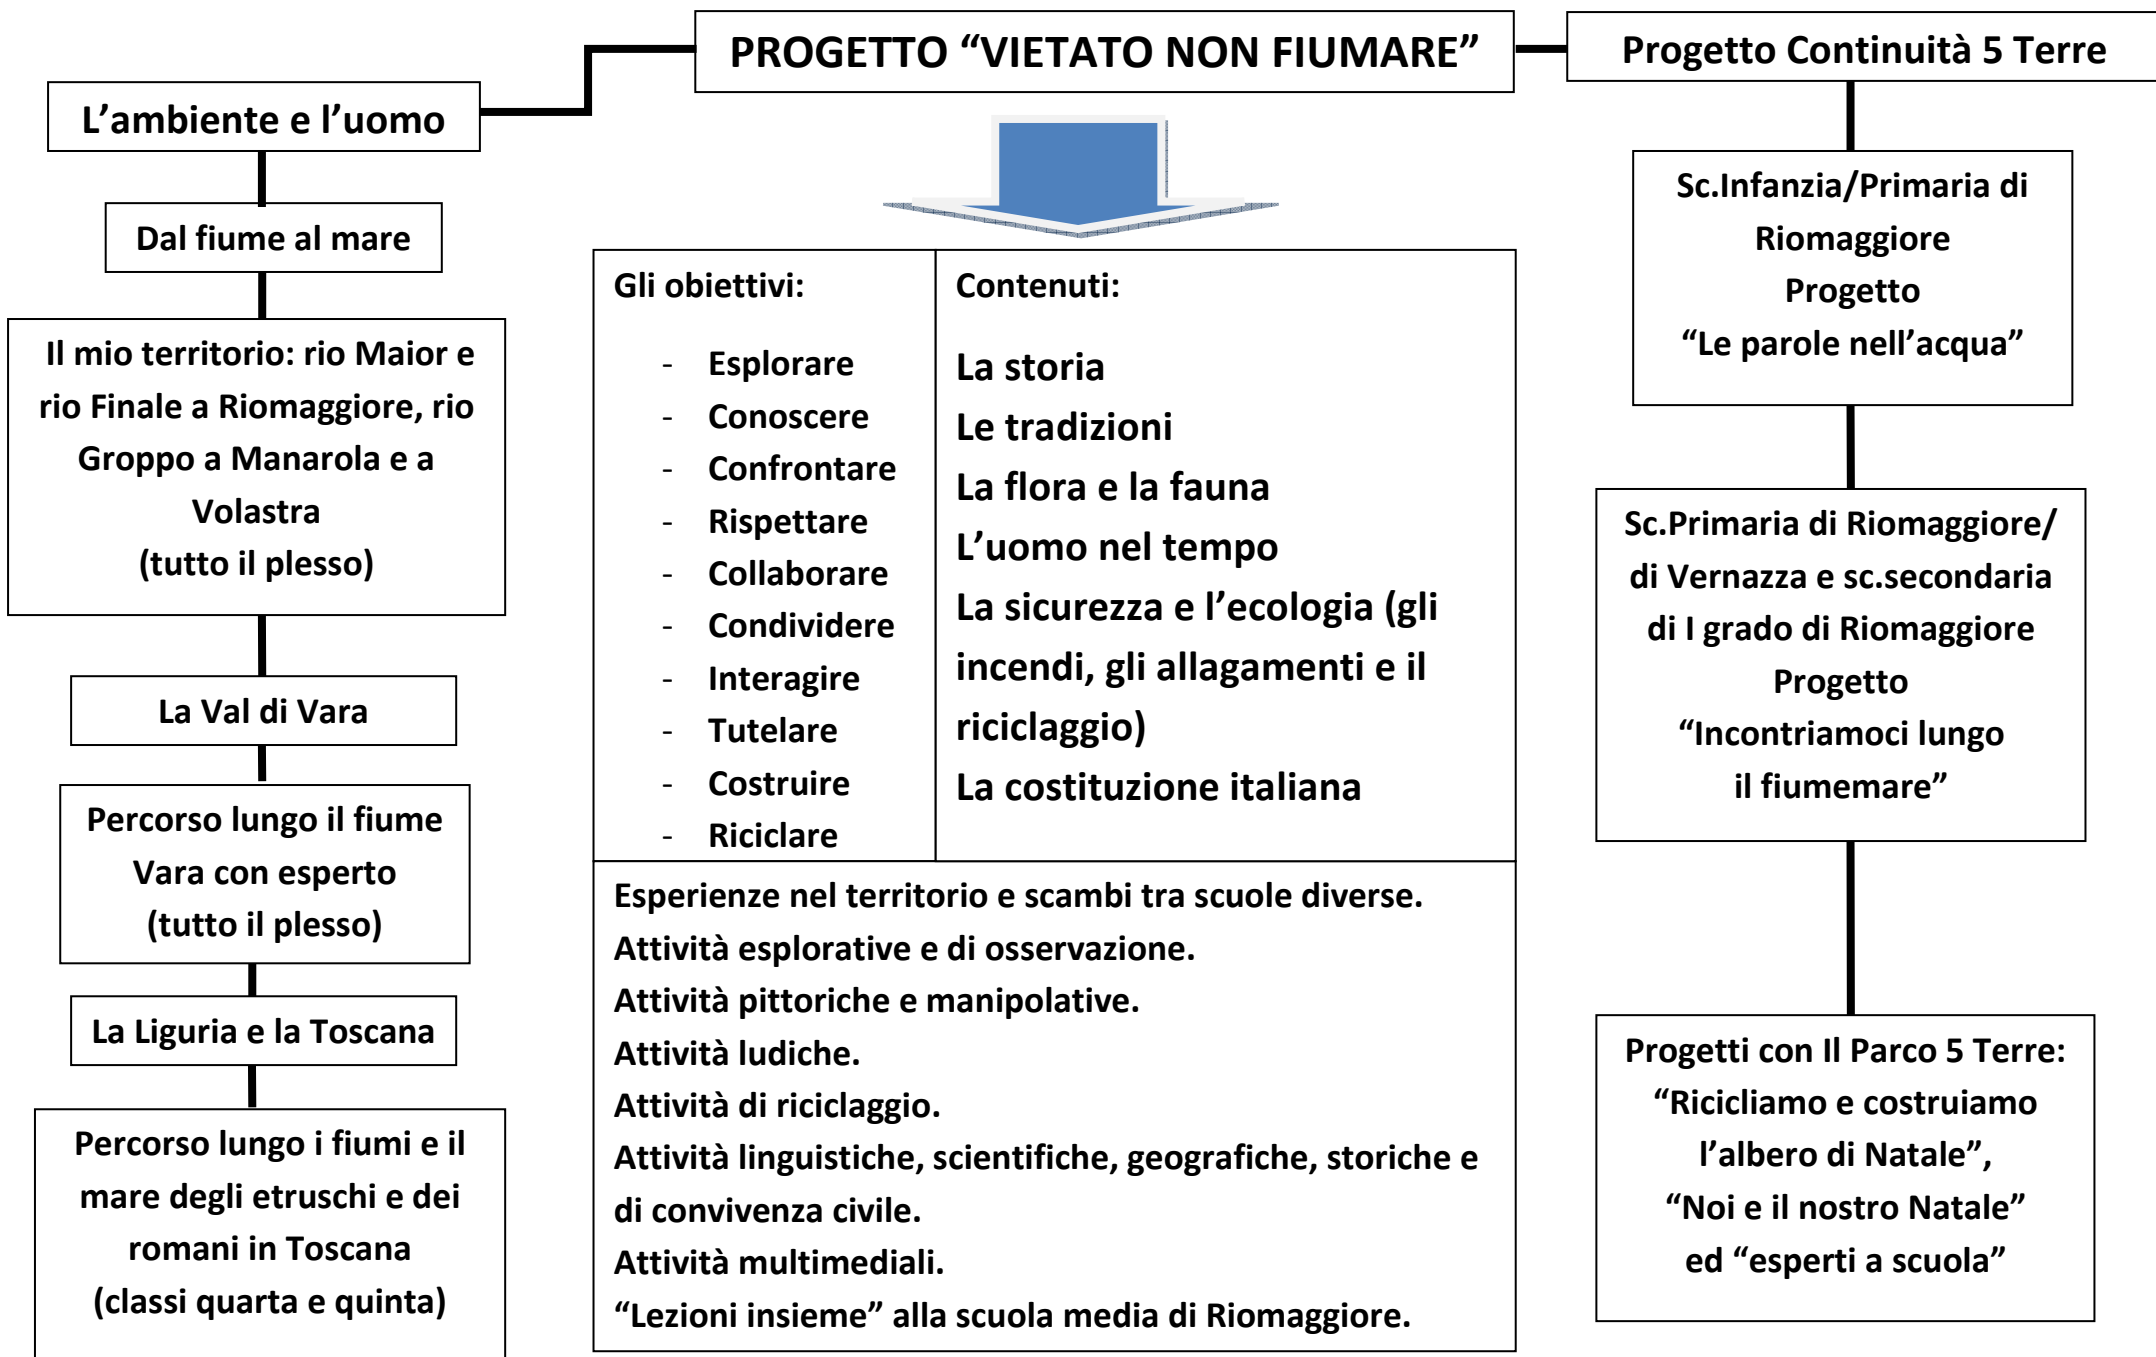 PROGETTO “VIETATO NON FIUMARE”
Progetto Continuità 5 Terre
L’ambiente e l’uomo
Dal fiume al mare
Il mio territorio: rio Maior e
rio Finale a Riomaggiore, rio
Groppo a Manarola e a
Volastra
(tutto il plesso)
La Val di Vara
Percorso lungo il fiume
Vara con esperto
(tutto il plesso)
La Liguria e la Toscana
Percorso lungo i fiumi e il
mare degli etruschi e dei
romani in Toscana
(classi quarta e quinta)
Gli obiettivi:
- Esplorare
- Conoscere
- Confrontare
- Rispettare
- Collaborare
- Condividere
- Interagire
- Tutelare
- Costruire
- Riciclare
Contenuti:
La storia
Le tradizioni
La flora e la fauna
L’uomo nel tempo
La sicurezza e l’ecologia (gli
incendi, gli allagamenti e il
riciclaggio)
La costituzione italiana
Esperienze nel territorio e scambi tra scuole diverse.
Attività esplorative e di osservazione.
Attività pittoriche e manipolative.
Attività ludiche.
Attività di riciclaggio.
Attività linguistiche, scientifiche, geografiche, storiche e
di convivenza civile.
Attività multimediali.
“Lezioni insieme” alla scuola media di Riomaggiore.
Sc.Infanzia/Primaria di
Riomaggiore
Progetto
“Le parole nell’acqua”
Sc.Primaria di Riomaggiore/
di Vernazza e sc.secondaria
di I grado di Riomaggiore
Progetto
“Incontriamoci lungo
il fiumemare”
Progetti con Il Parco 5 Terre:
“Ricicliamo e costruiamo
l’albero di Natale”,
“Noi e il nostro Natale”
ed “esperti a scuola”